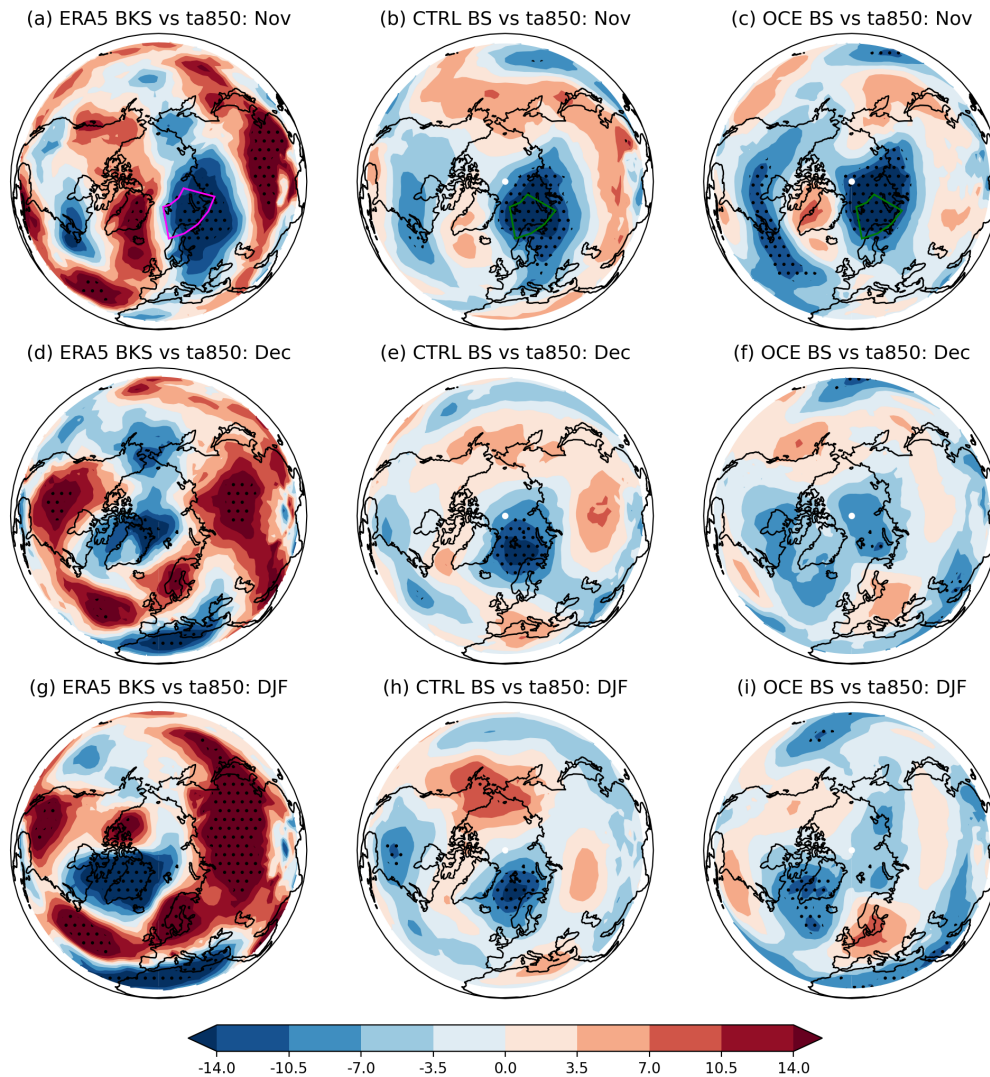 (a) ERA5 BKS vs ta850: Nov
(b) CTRL BS vs ta850: Nov
(c) OCE BS vs ta850: Nov
(d) ERA5 BKS vs ta850: Dec
(e) CTRL BS vs ta850: Dec
(f) OCE BS vs ta850: Dec
(g) ERA5 BKS vs ta850: DJF
(h) CTRL BS vs ta850: DJF
(i) OCE BS vs ta850: DJF
-14.0 -10.5 -7.0 -3.5 0.0 3.5 7.0 10.5 14.0